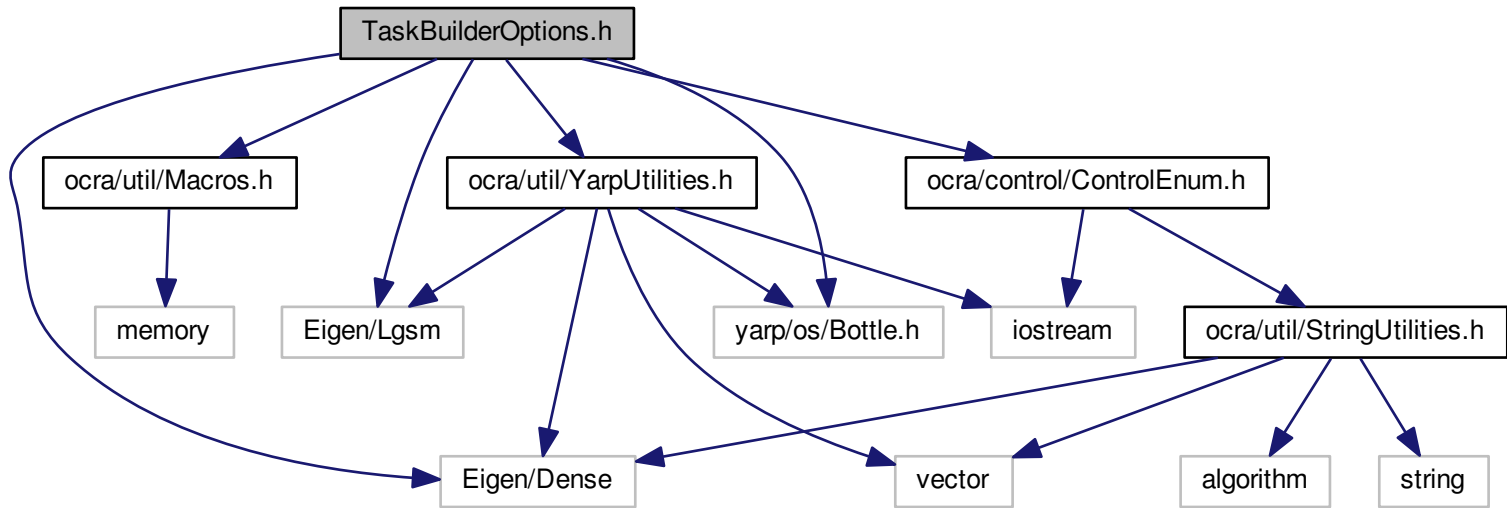 TaskBuilderOptions.h
ocra/util/Macros.h
ocra/util/YarpUtilities.h
ocra/control/ControlEnum.h
memory
Eigen/Lgsm
yarp/os/Bottle.h
iostream
ocra/util/StringUtilities.h
Eigen/Dense
vector
algorithm
string